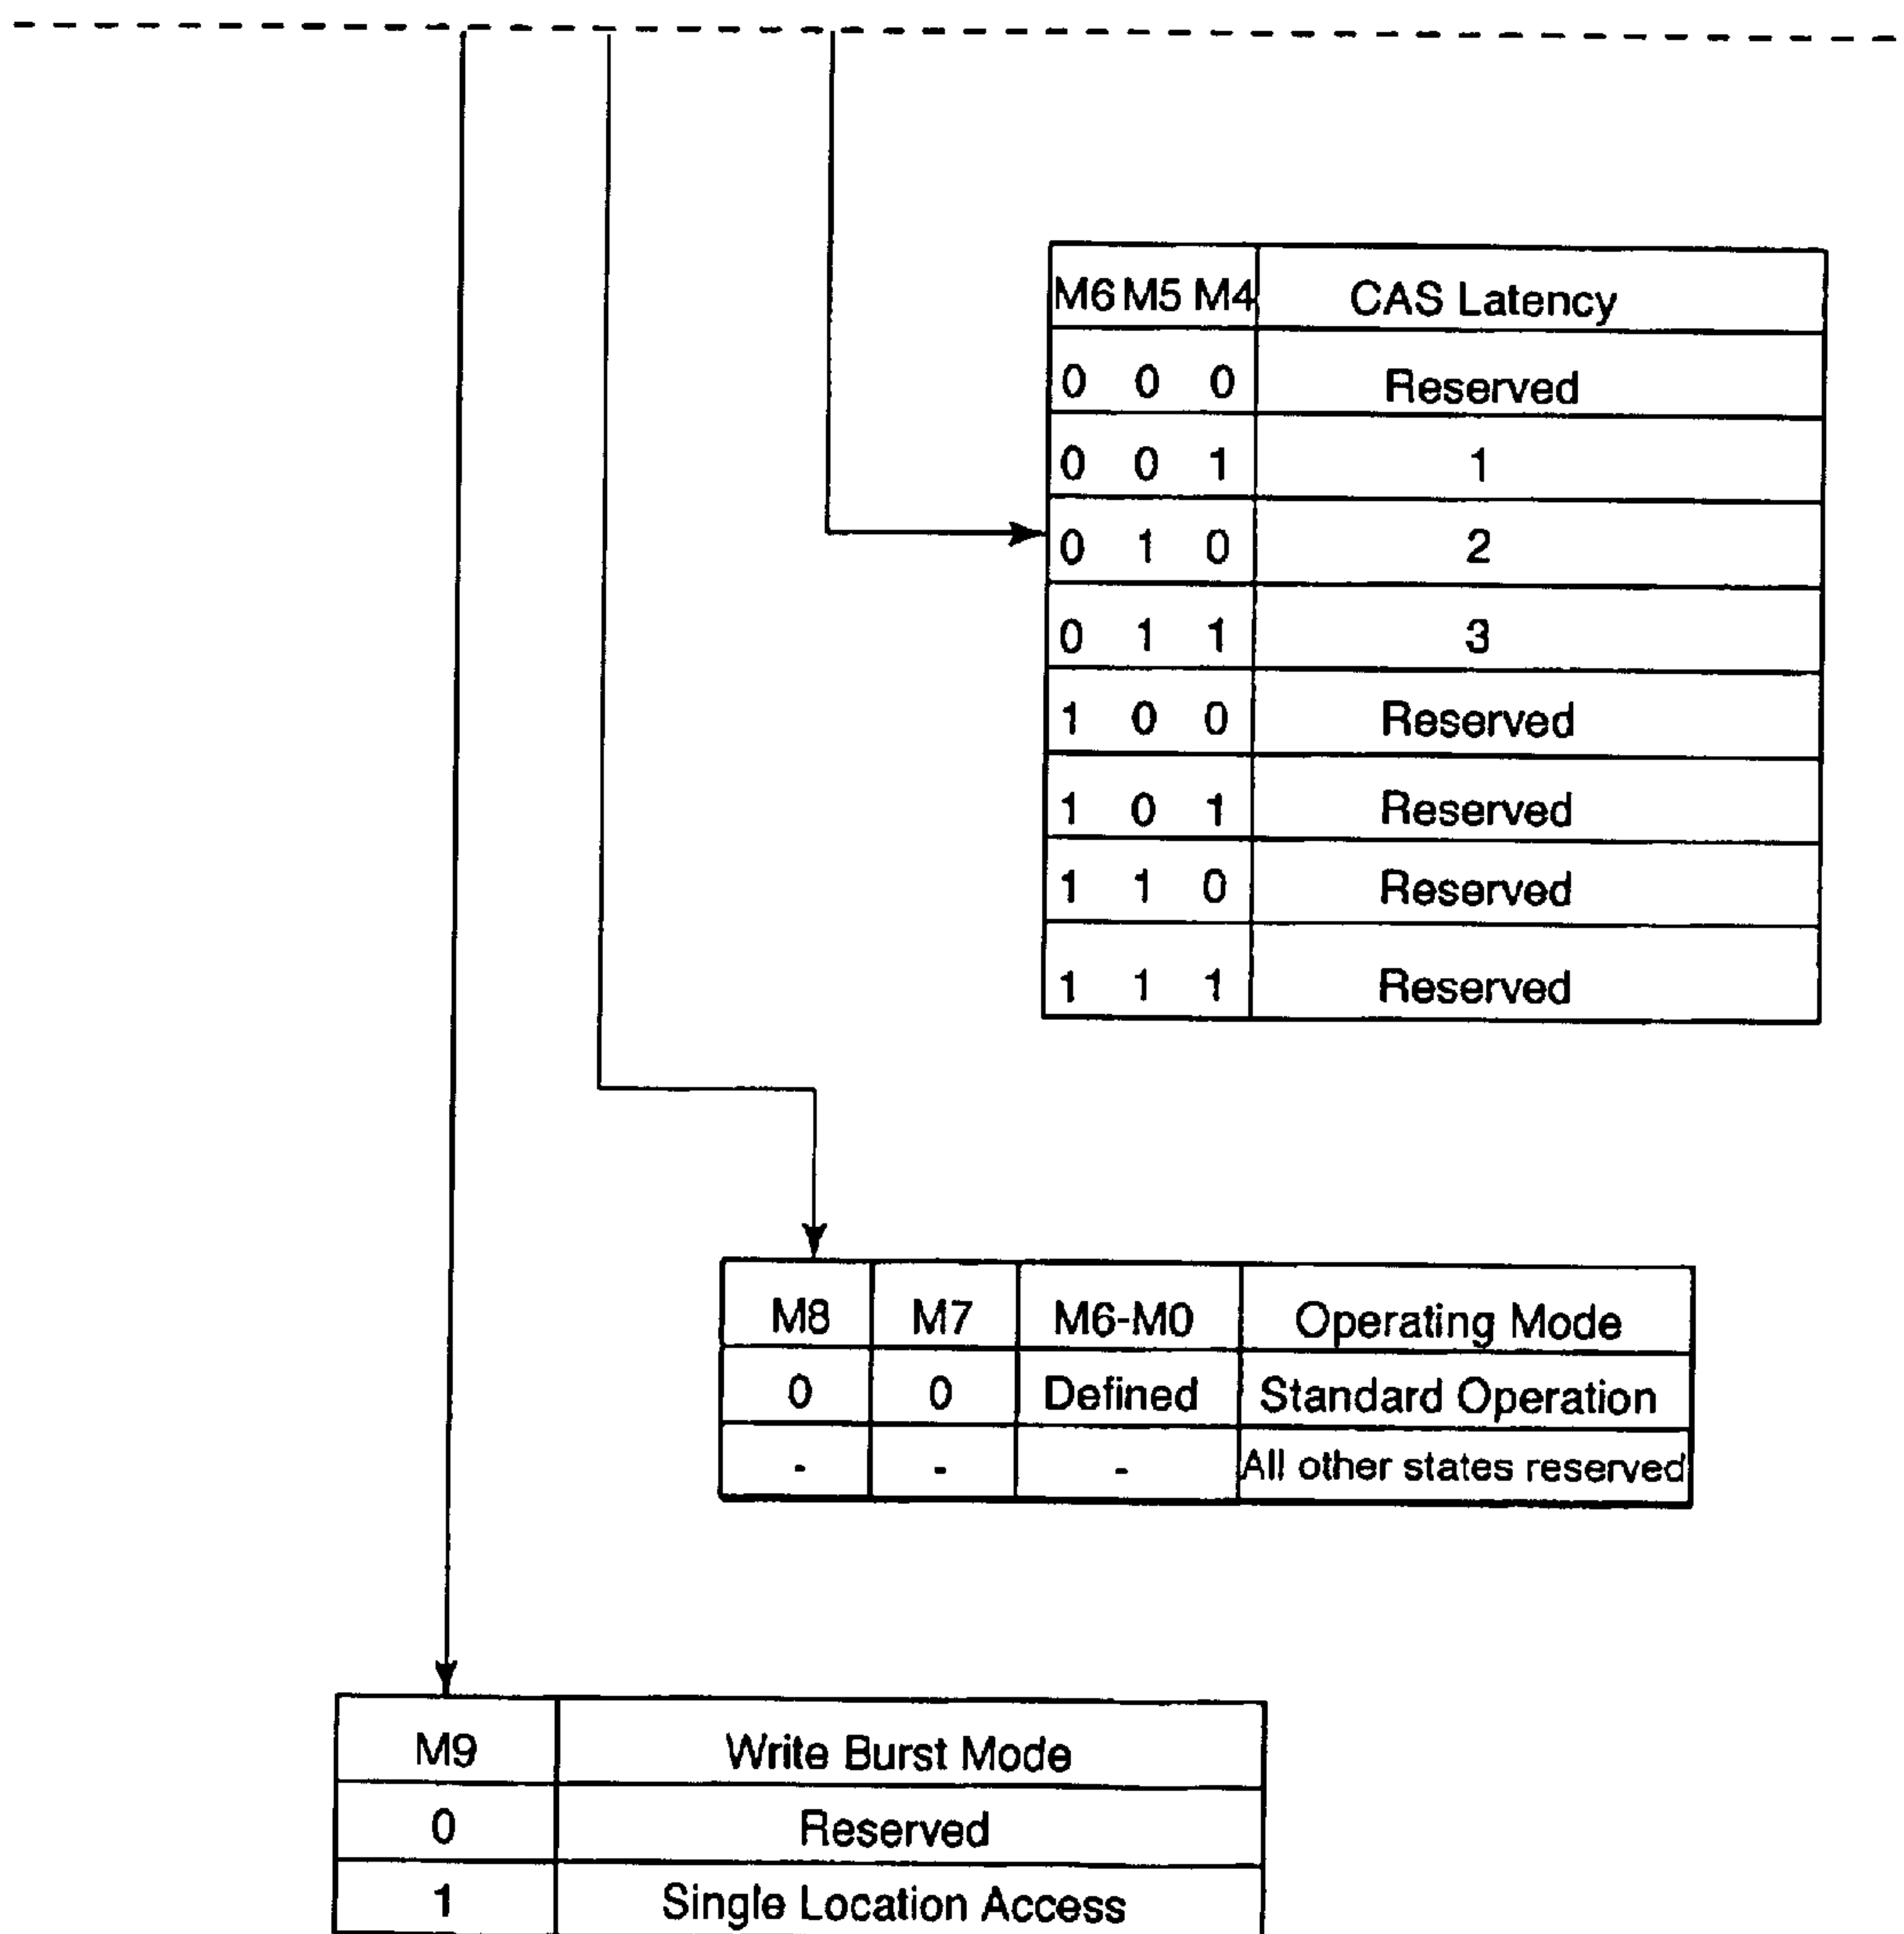 M6 M5 M4 CAS Latency
0 0 0 Reserved
0 0 1 1
0 1 0 2
0 1 1 3
1 0 0 Reserved
1 0 1 Reserved
1 1 0 Reserved
1 1 1 Reserved
M8 M7 M6-M0 Operating Mode
0 0 Defined Standard Operation
- - - All other states reserved
M9 Write Burst Mode
0 Reserved
1 Single Location Access